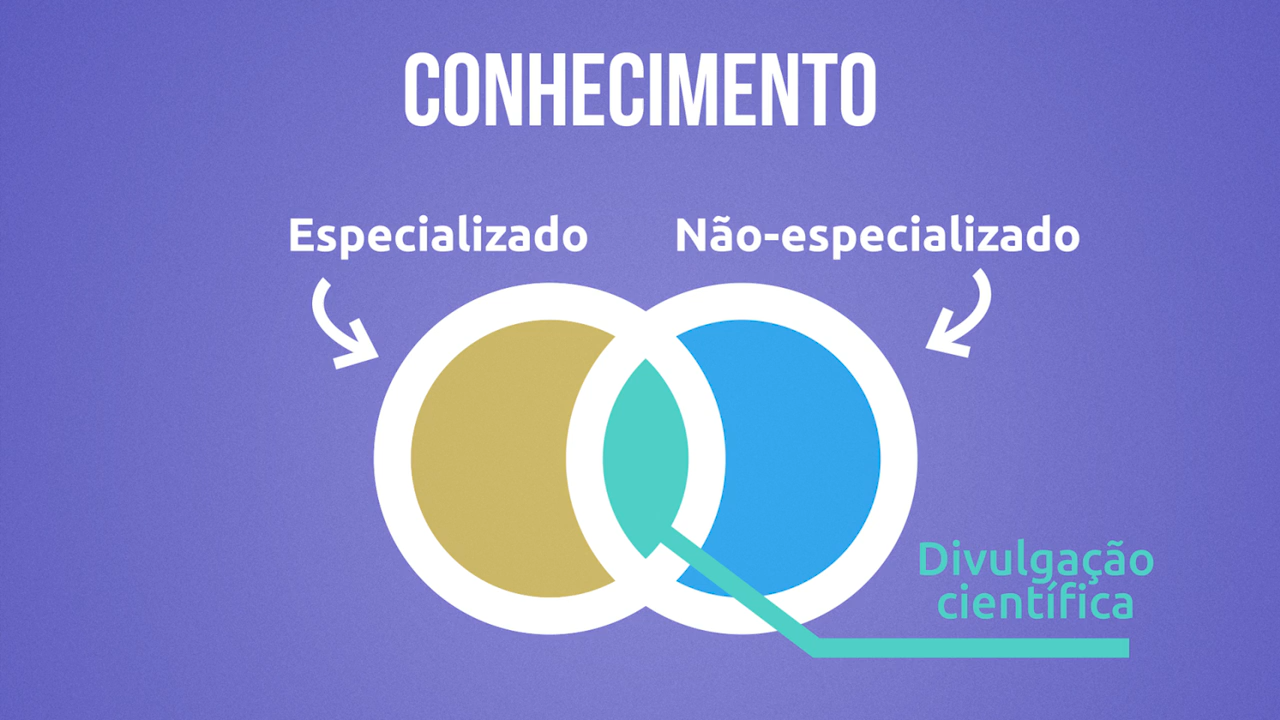 CONHECIMENTO
Especializado
Não-especializado
Divulgação
científica